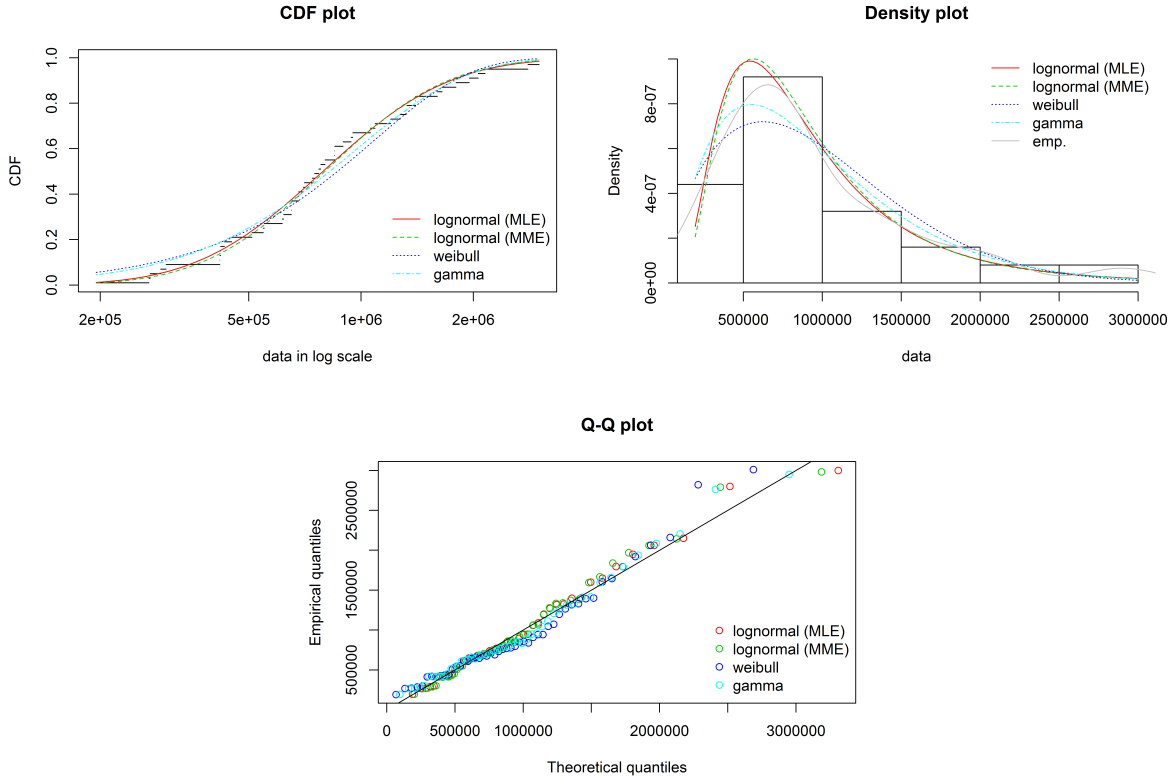 CDF plot
CDF
0.0
0.2
0.4
0.6
0.8
1.0
lognormal (MLE)
lognormal (MME)
weibull
gamma
2e+05
5e+05
1e+06
2e+06
data in log scale
Density plot
Density
0e+00
4e-07
8e-07
lognormal (MLE)
lognormal (MME)
weibull
gamma
emp.
500000
1000000
1500000
2000000
2500000
3000000
data
Q-Q plot
Empirical quantiles
500000
1500000
2500000
lognormal (MLE)
lognormal (MME)
weibull
gamma
0
500000
1000000
2000000
3000000
Theoretical quantiles